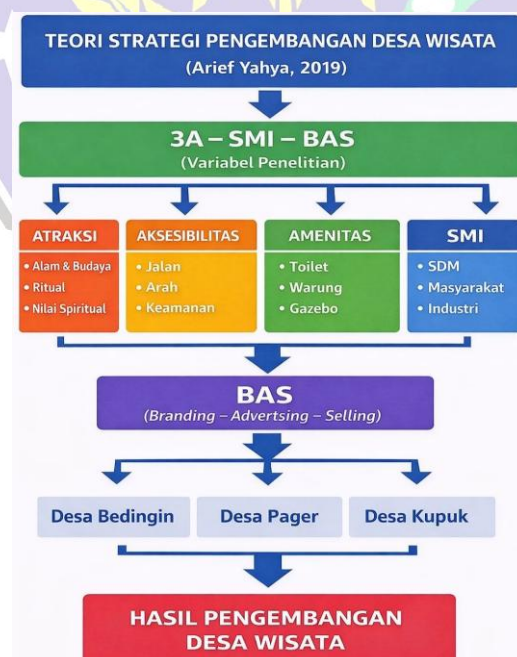 TEORI STRATEGI PENGEMBANGAN DESA WISATA
(Arief Yahya, 2019)
3A – SMI – BAS
(Variabel Penelitian)
ATRAKSI
• Alam & Budaya
• Ritual
• Nilai Spiritual
AKSESIBILITAS
• Jalan
• Arah
• Keamanan
AMENITAS
• Toilet
• Warung
• Gazebo
SMI
• SDM
• Masyarakat
• Industri
BAS
(Branding – Advertsing – Selling)
Desa Bedingin
Desa Pager
Desa Kupuk
HASIL PENGEMBANGAN
DESA WISATA